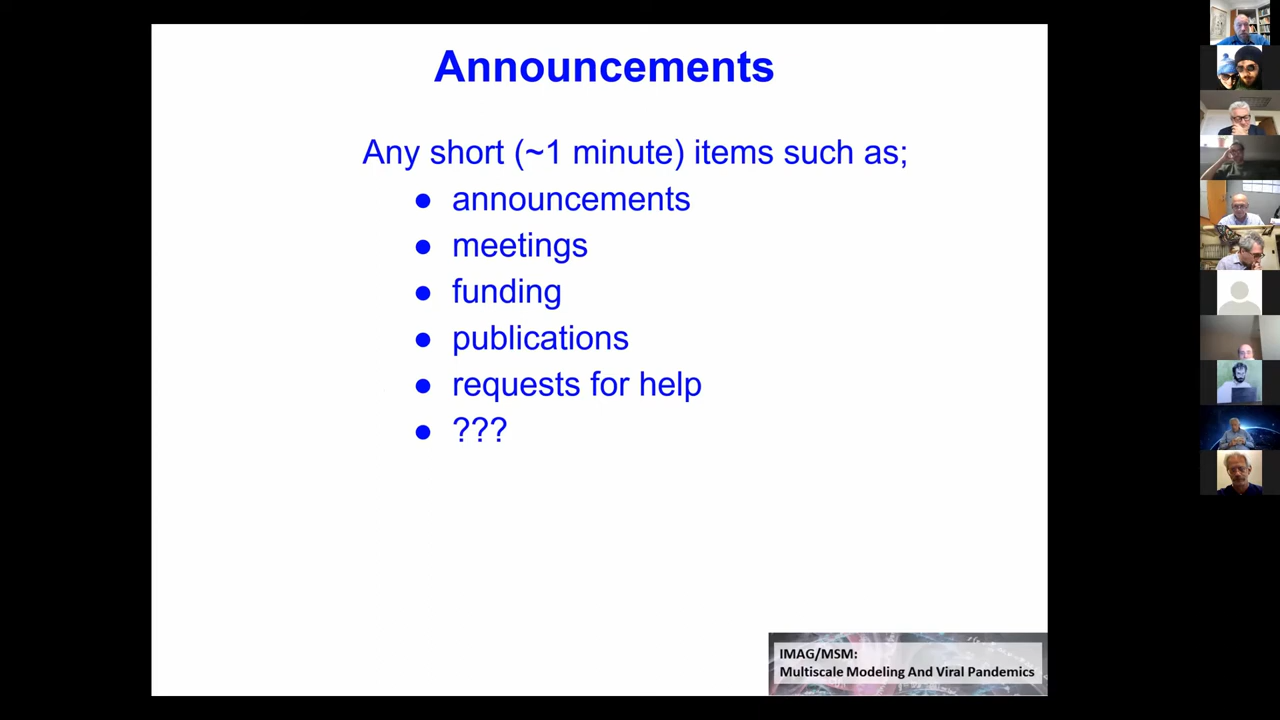 Announcements
Any short (~1 minute) items such as;
● announcements
● meetings
● funding
● publications
● requests for help
● ???
IMAG/MSM:
Multiscale Modeling And Viral Pandemics